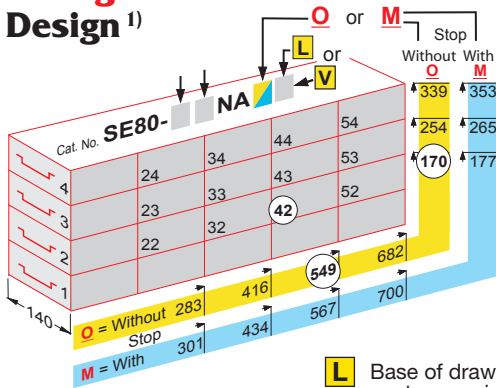 Design 1)
O or M
Stop
Without With
O M
L or
V
Cat. No. SE80- NA
339 353
254 265
170 177
54
44
34
24
4
53
43
33
23
3
52
42
32
22
2
1
140
O = Without 283 416 549 682
Stop
M = With 301 434 567 700
L Base of draw